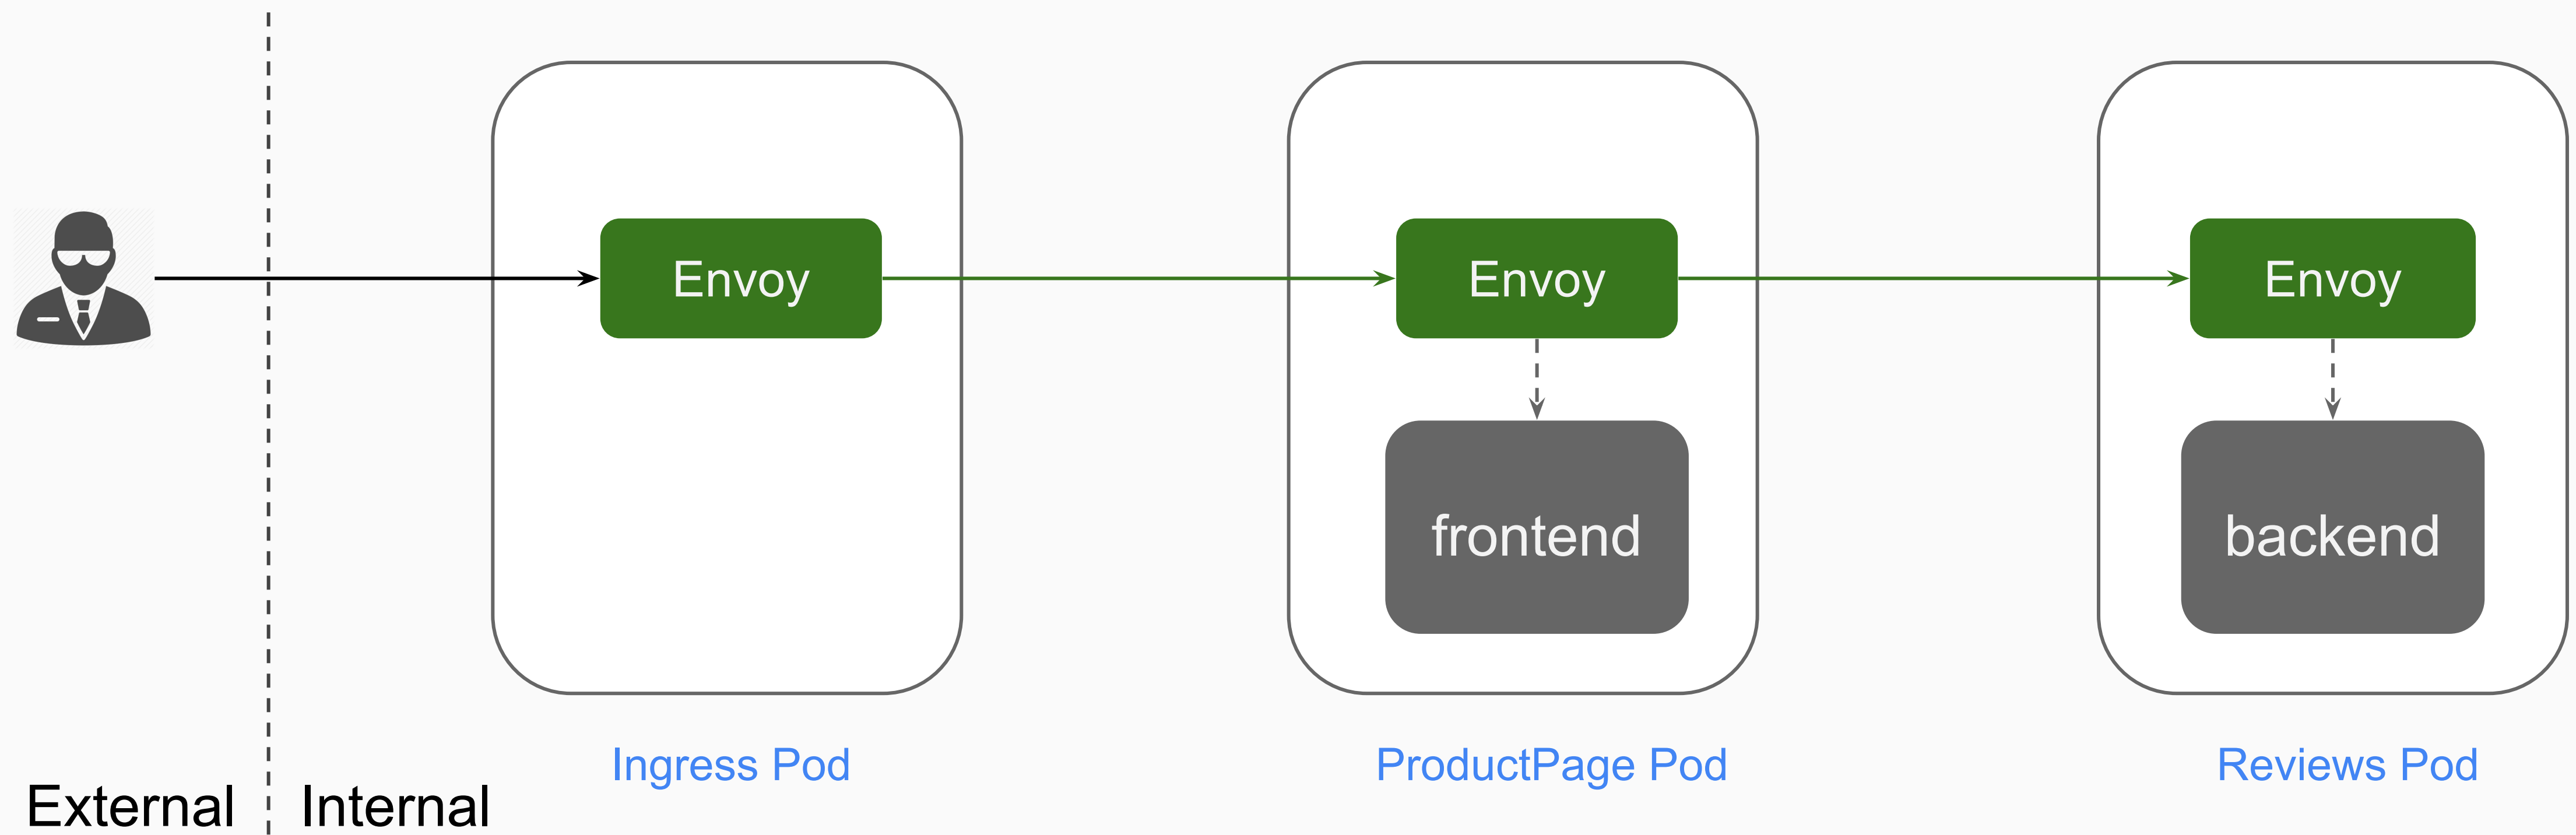 Envoy
Envoy
Envoy
frontend
backend
Ingress Pod
ProductPage Pod
Reviews Pod
External
Internal